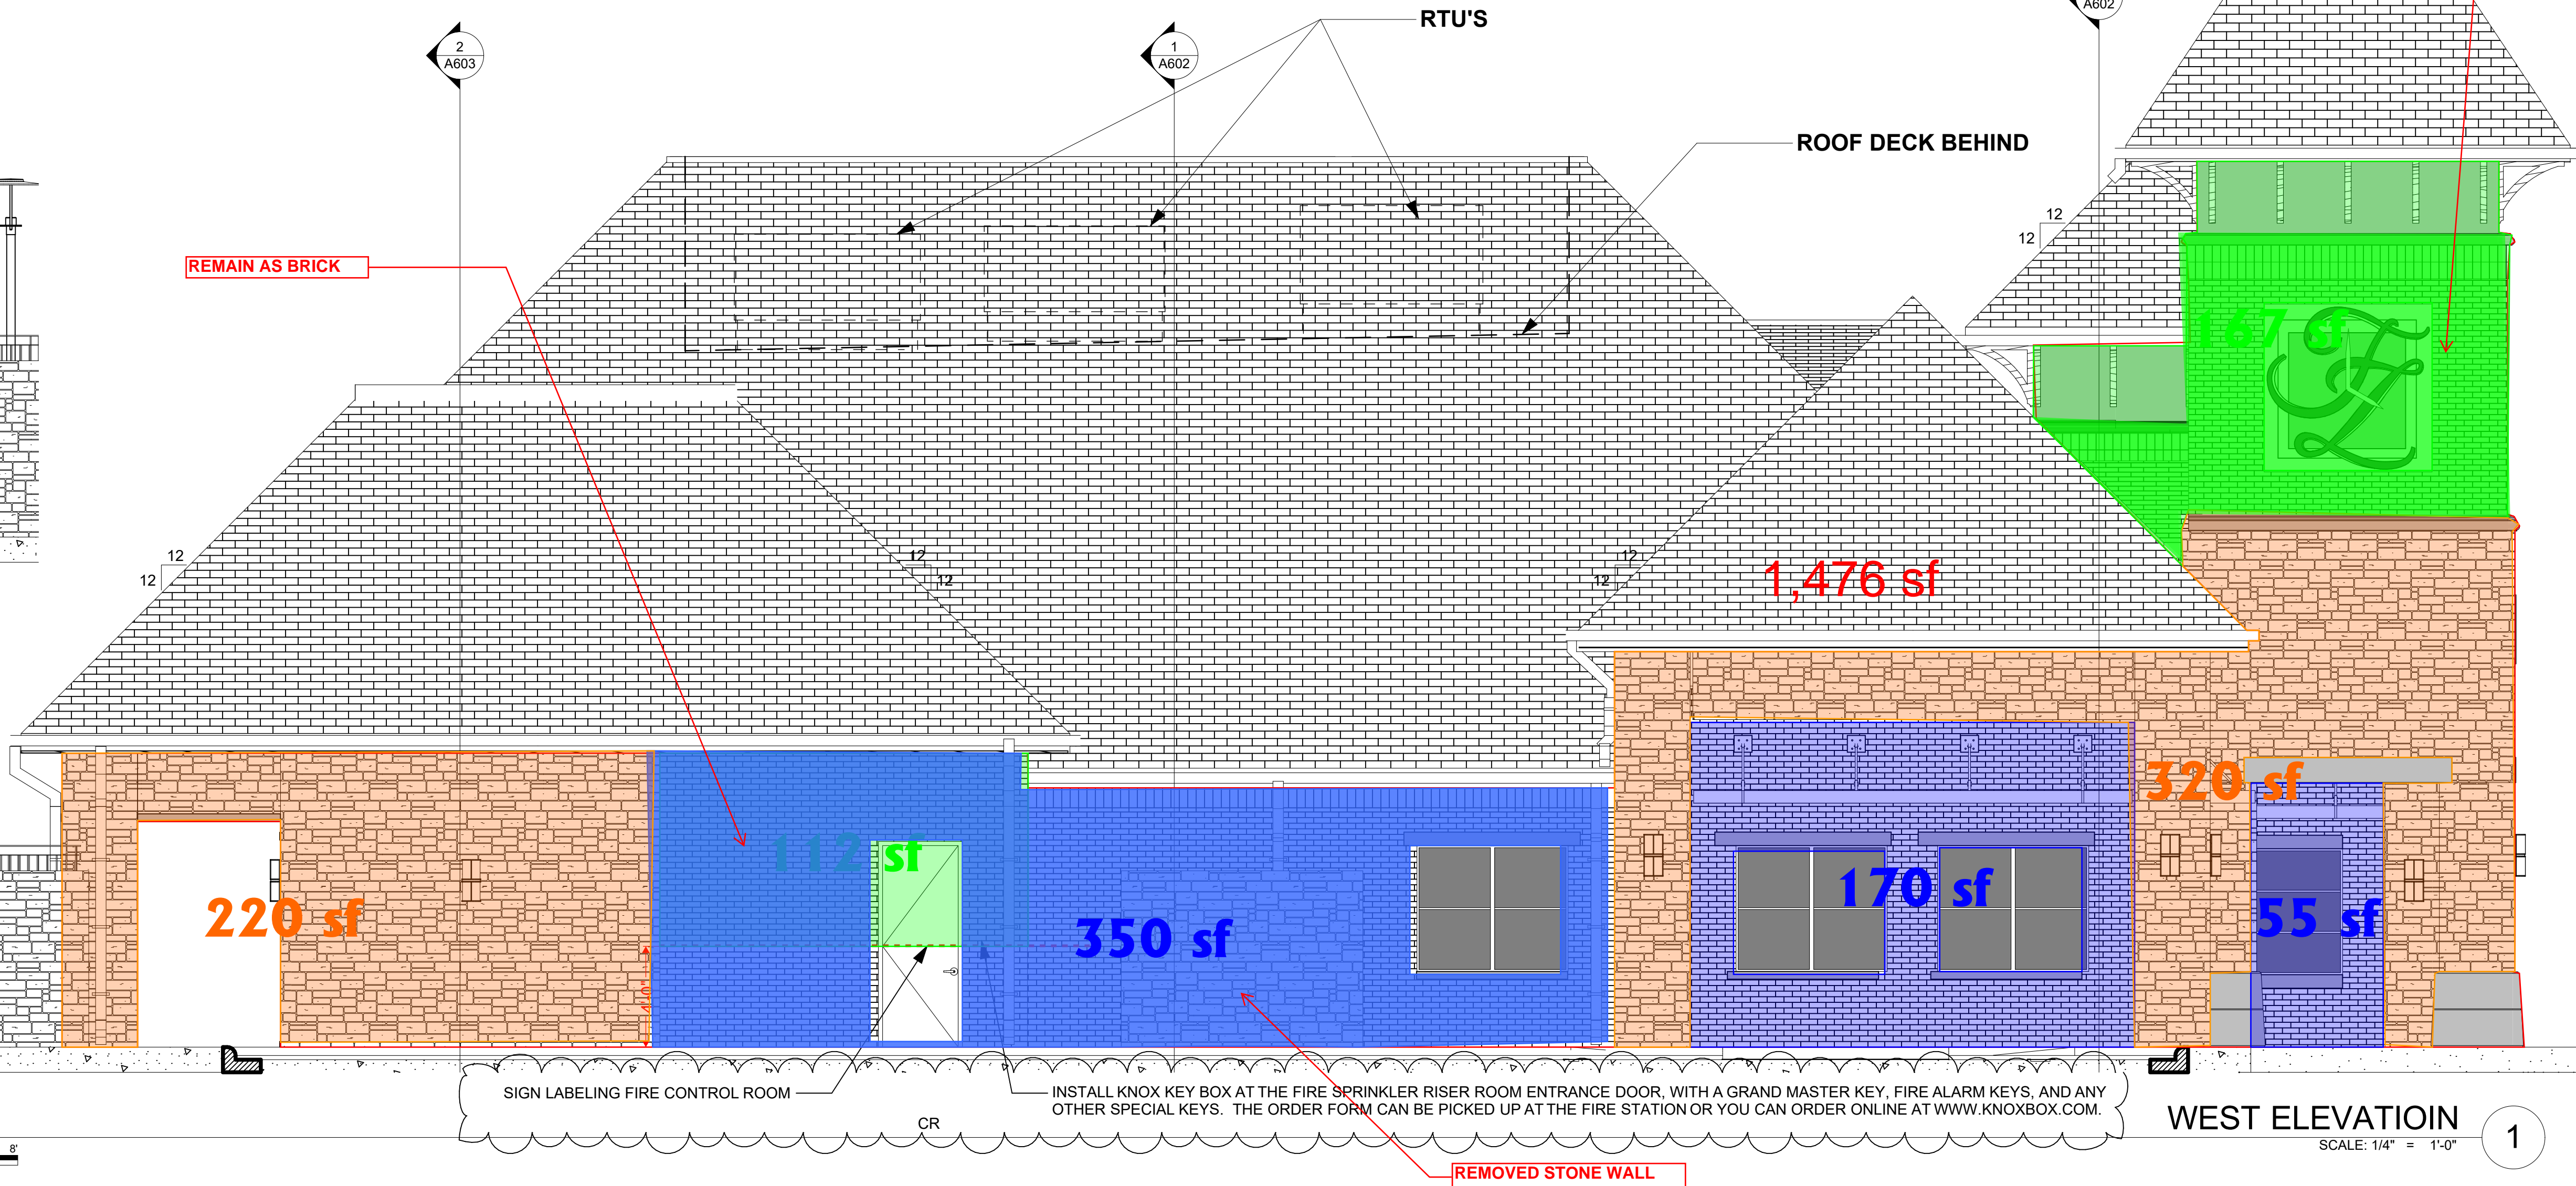 RTU'S
A602
2
A603
1
A602
ROOF DECK BEHIND
12
12
REMAIN AS BRICK
167 sf
12
12
12
12
12
12
1,476 sf
112 sf
320 sf
220 sf
350 sf
170 sf
55 sf
4'-0"
SIGN LABELING FIRE CONTROL ROOM
INSTALL KNOX KEY BOX AT THE FIRE SPRINKLER RISER ROOM ENTRANCE DOOR, WITH A GRAND MASTER KEY, FIRE ALARM KEYS, AND ANY
OTHER SPECIAL KEYS. THE ORDER FORM CAN BE PICKED UP AT THE FIRE STATION OR YOU CAN ORDER ONLINE AT WWW.KNOXBOX.COM.
CR
WEST ELEVATIOIN
1
SCALE: 1/4" = 1'-0"
8'
REMOVED STONE WALL